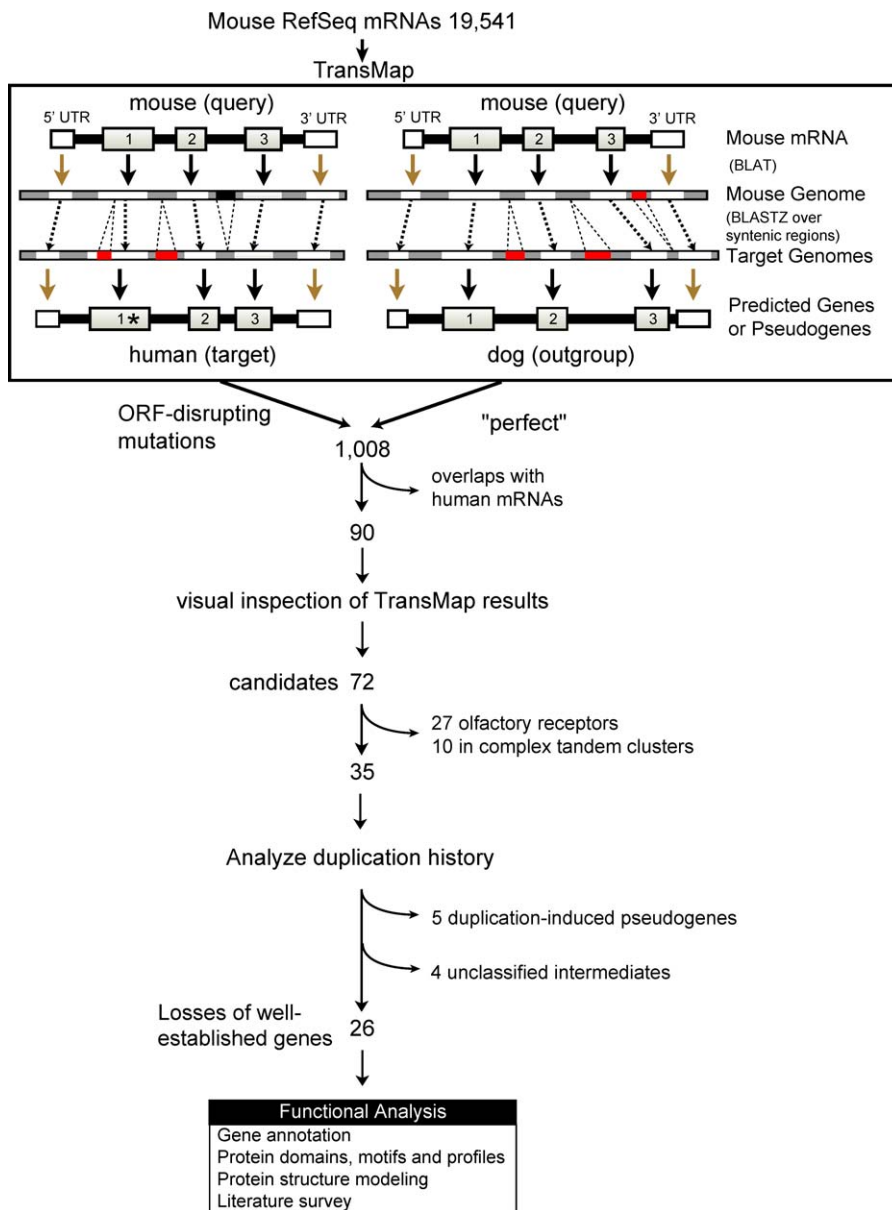 Mouse RefSeq mRNAs 19,541
TransMap
mouse (query)
mouse (query)
5' UTR
3' UTR
5' UTR
3' UTR
1
2
3
1
2
3
Mouse mRNA
(BLAT)
Mouse Genome
(BLASTZ over
syntenic regions)
Target Genomes
1*
2
3
1
2
3
Predicted Genes
or Pseudogenes
human (target)
dog (outgroup)
ORF-disrupting
mutations
"perfect"
1,008
overlaps with
human mRNAs
90
visual inspection of TransMap results
candidates 72
27 olfactory receptors
10 in complex tandem clusters
35
Analyze duplication history
5 duplication-induced pseudogenes
4 unclassified intermediates
Losses of well-
established genes
26
Functional Analysis
Gene annotation
Protein domains, motifs and profiles
Protein structure modeling
Literature survey